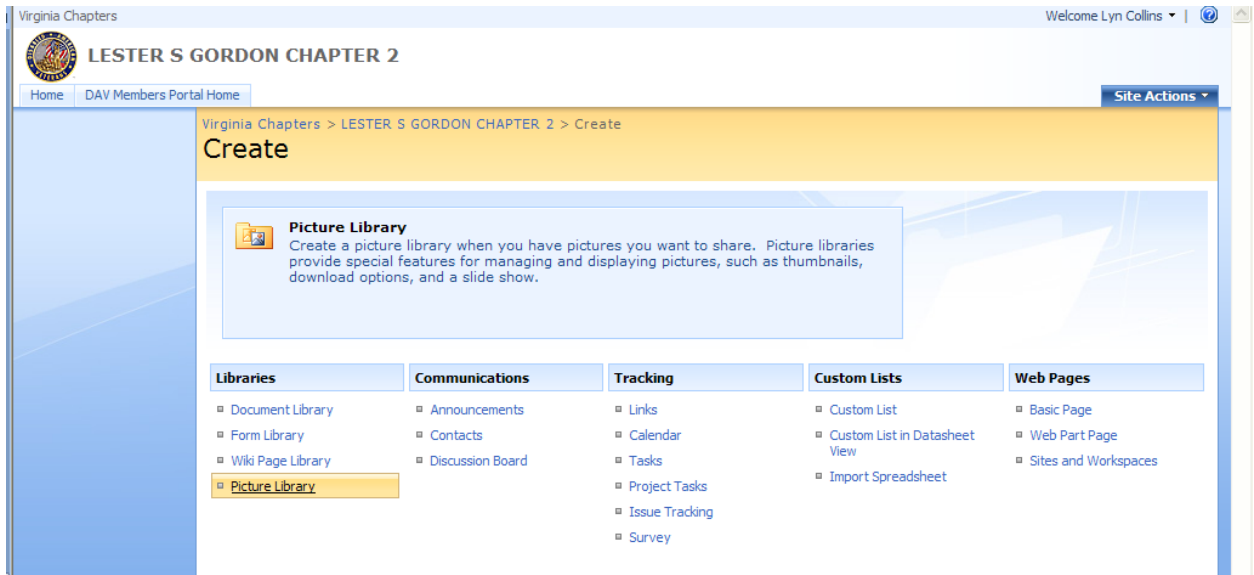 Virginia Chapters
Welcome Lyn Collins
LESTER S GORDON CHAPTER 2
Home
DAV Members Portal Home
Site Actions
Virginia Chapters > LESTER S GORDON CHAPTER 2 > Create
Create
Picture Library
Create a picture library when you have pictures you want to share. Picture libraries
provide special features for managing and displaying pictures, such as thumbnails,
download options, and a slide show.
Libraries
Document Library
Form Library
Wiki Page Library
Picture Library
Communications
Announcements
Contacts
Discussion Board
Tracking
Links
Calendar
Tasks
Project Tasks
Issue Tracking
Survey
Custom Lists
Custom List
Custom List in Datasheet
View
Import Spreadsheet
Web Pages
Basic Page
Web Part Page
Sites and Workspaces